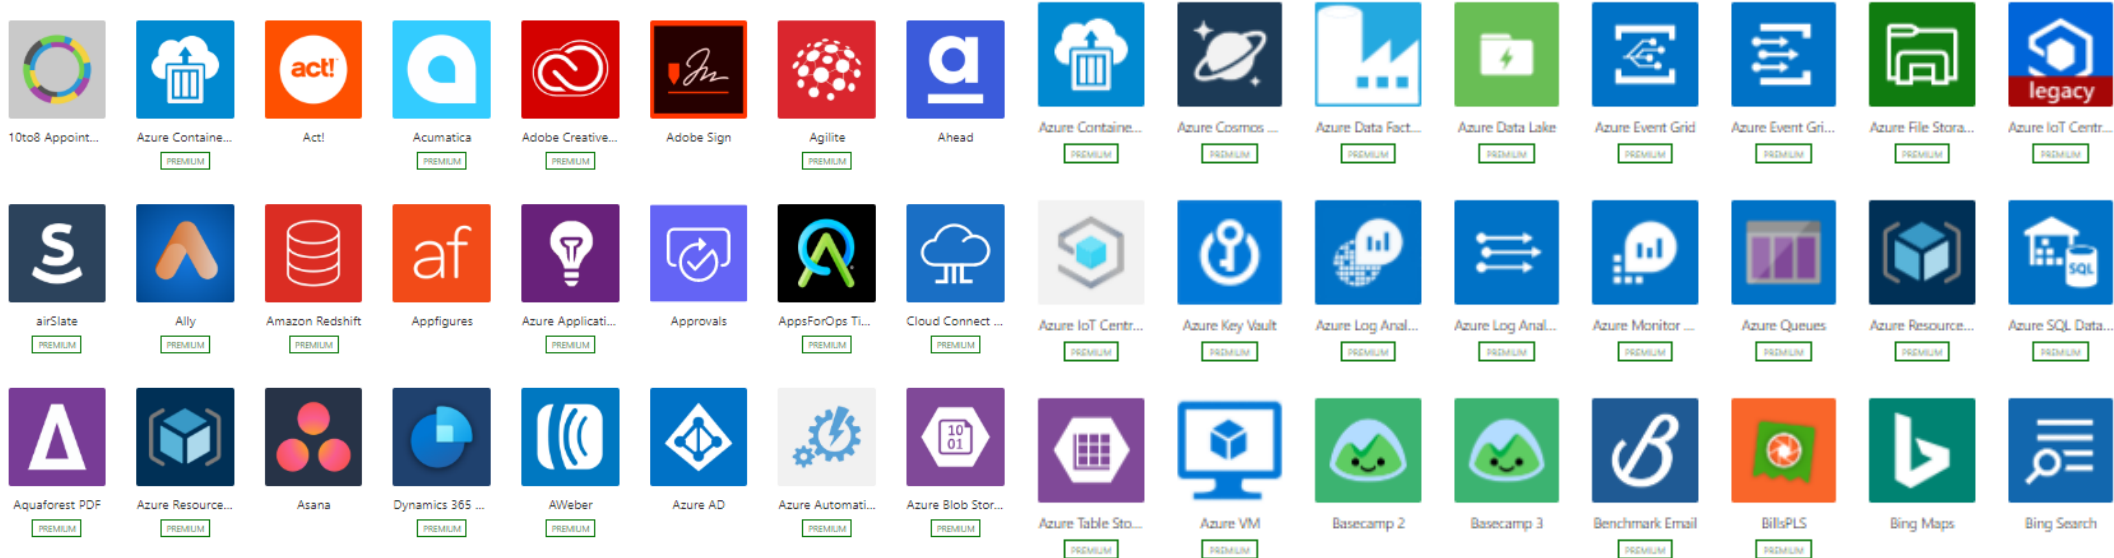 act!
a
legacy
10to8 Appoint...
Azure Containe...
Act!
Acumatica
Adobe Creative...
Adobe Sign
Agilite
Ahead
Azure Containe...
Azure Cosmos ...
Azure Data Fact...
Azure Data Lake
Azure Event Grid
Azure Event Gri...
Azure File Stora...
Azure IoT Centr...
PREMIUM
PREMIUM
PREMIUM
PREMIUM
PREMIUM
PREMIUM
PREMIUM
PREMIUM
PREMIUM
PREMIUM
PREMIUM
PREMIUM
S
af
SQL
airSlate
Ally
Amazon Redshift
Appfigures
Azure Applicati...
Approvals
AppsForOps Ti...
Cloud Connect ...
Azure IoT Centr...
Azure Key Vault
Azure Log Anal...
Azure Log Anal...
Azure Monitor ...
Azure Queues
Azure Resource...
Azure SQL Data...
PREMIUM
PREMIUM
PREMIUM
PREMIUM
PREMIUM
PREMIUM
PREMIUM
PREMIUM
PREMIUM
PREMIUM
PREMIUM
PREMIUM
PREMIUM
PREMIUM
10
01
B
Aquaforest PDF
Azure Resource...
Asana
Dynamics 365 ...
AWeber
Azure AD
Azure Automati...
Azure Blob Stor...
Azure Table Sto...
Azure VM
Basecamp 2
Basecamp 3
Benchmark Email
BillsPLS
Bing Maps
Bing Search
PREMIUM
PREMIUM
PREMIUM
PREMIUM
PREMIUM
PREMIUM
PREMIUM
PREMIUM
PREMIUM
PREMIUM